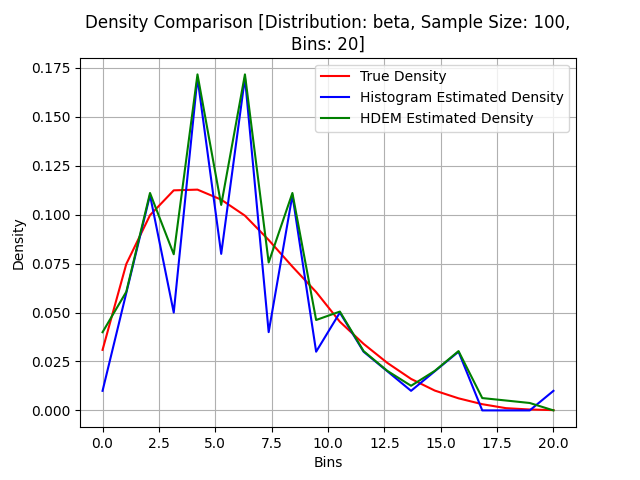 Density Comparison [Distribution: beta, Sample Size: 100,
Bins: 20]
True Density
Histogram Estimated Density
HDEM Estimated Density
Density
0.175
0.150
0.125
0.100
0.075
0.050
0.025
0.000
0.0 2.5 5.0 7.5 10.0 12.5 15.0 17.5 20.0
Bins